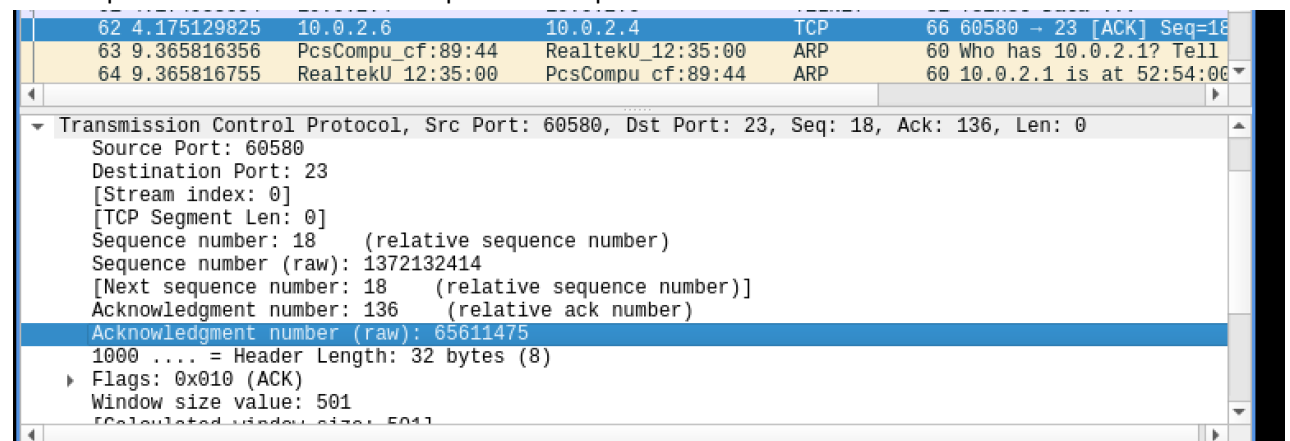 62 4.175129825 10.0.2.6 10.0.2.4 TCP 66 60580 → 23 [ACK] Seq=18
63 9.365816356 PcsCompu_cf:89:44 RealtekU_12:35:00 ARP 60 Who has 10.0.2.1? Tell
64 9.365816755 RealtekU_12:35:00 PcsCompu_cf:89:44 ARP 60 10.0.2.1 is at 52:54:00
Transmission Control Protocol, Src Port: 60580, Dst Port: 23, Seq: 18, Ack: 136, Len: 0
Source Port: 60580
Destination Port: 23
[Stream index: 0]
[TCP Segment Len: 0]
Sequence number: 18 (relative sequence number)
Sequence number (raw): 1372132414
[Next sequence number: 18 (relative sequence number)]
Acknowledgment number: 136 (relative ack number)
Acknowledgment number (raw): 65611475
1000 .... = Header Length: 32 bytes (8)
Flags: 0x010 (ACK)
Window size value: 501
[Calculated window size: 501]